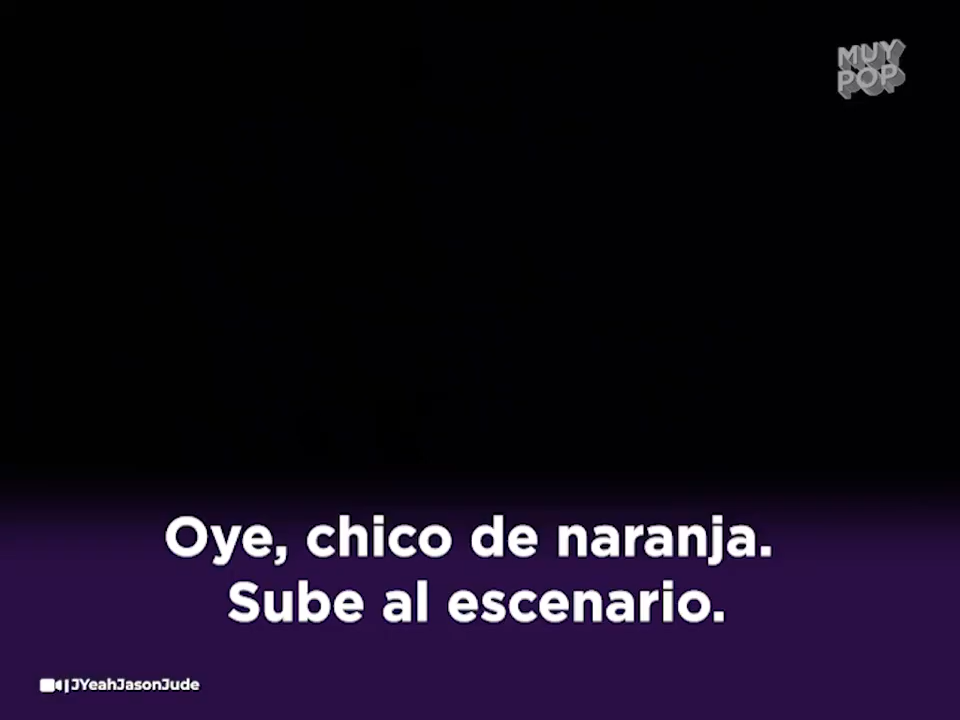 MUY
POP
Oye, chico de naranja.
Sube al escenario.
JYeahJasonJude